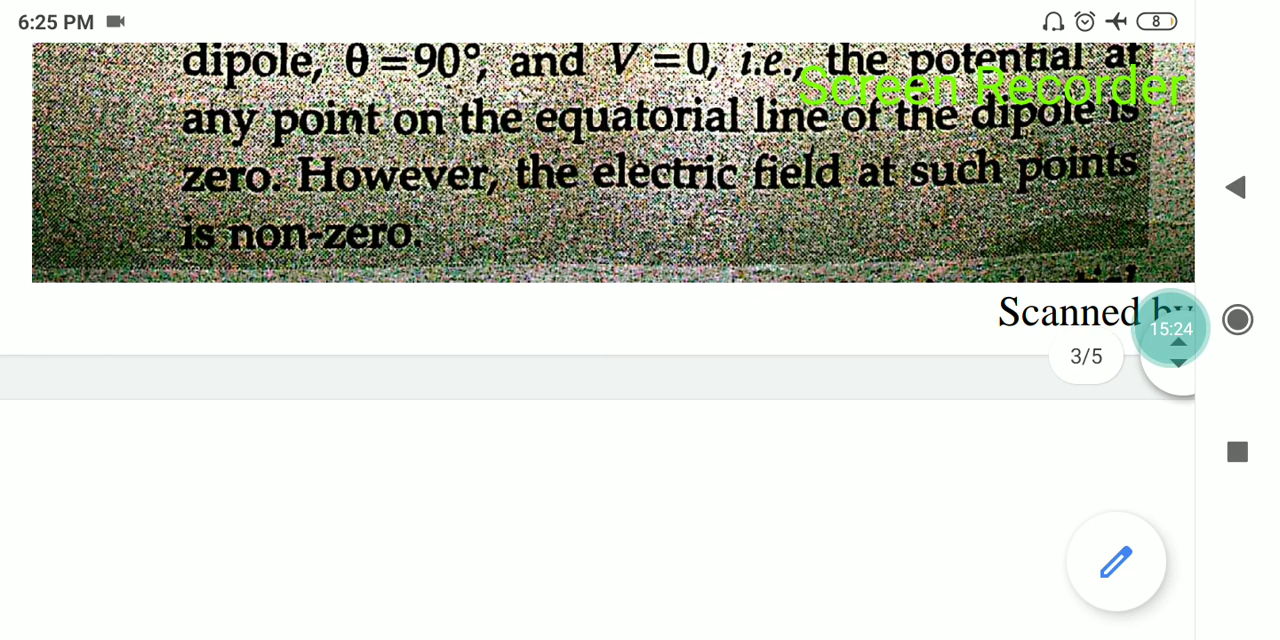 6:25 PM
8
dipole, θ = 90°, and V = 0, i.e., the potential at
Screen Recorder
any point on the equatorial line of the dipole is
zero. However, the electric field at such points
is non-zero.
Scanned by
15:24
3/5